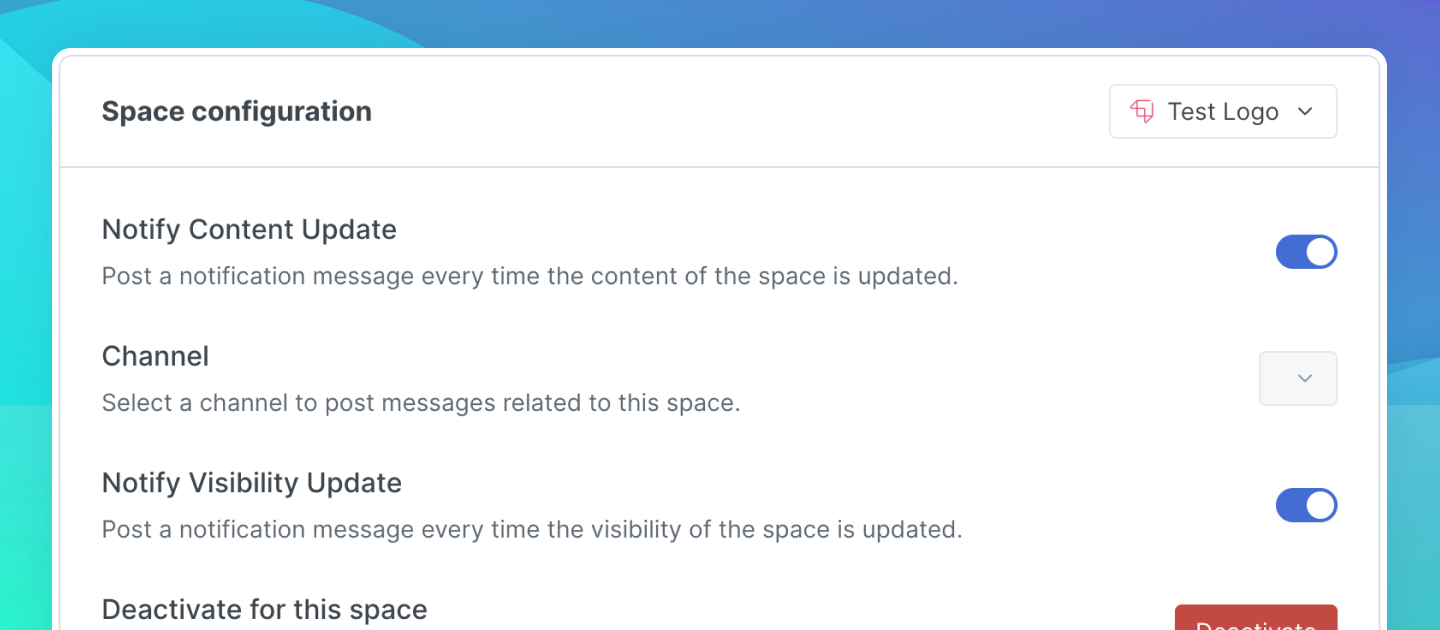 Space configuration
Test Logo
Notify Content Update
Post a notification message every time the content of the space is updated.
Channel
Select a channel to post messages related to this space.
Notify Visibility Update
Post a notification message every time the visibility of the space is updated.
Deactivate for this space
Deactivate